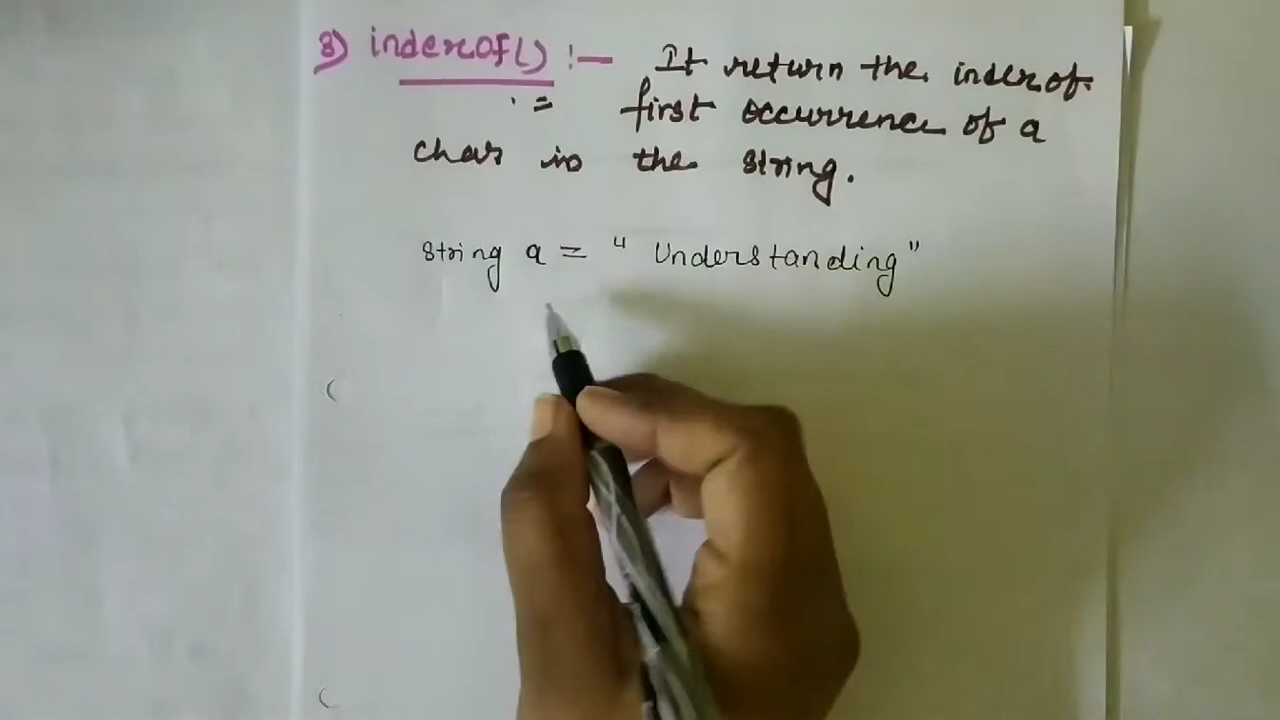 8) indexof() :- It return the index of
first occurrence of a
char in the string.
String a = "Understanding"